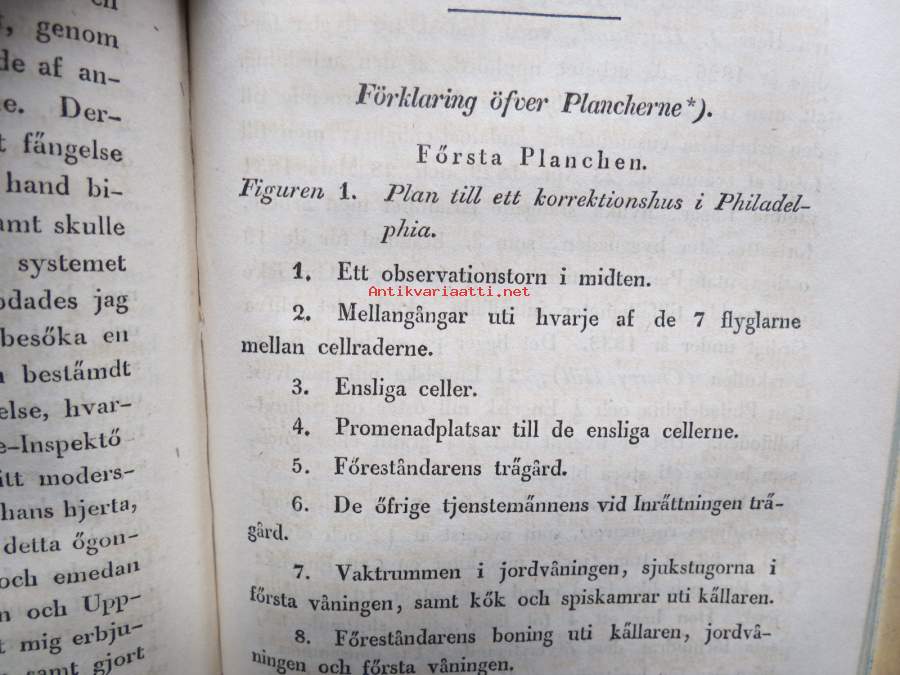 en
, genom
de af an-
e. Der-
t fängelse
hand bi-
amt skulle
systemet
odades jag
besöka en
n bestämdt
else, hvar-
e-Inspektö
itt moders-
hans hjerta,
detta ögon-
och emedan
n och Upp-
t mig erbju-
samt gjort
Förklaring öfver Plancherne*).
Första Planchen.
Figuren 1. Plan till ett korrektionshus i Philadel-
phia.
1. Ett observationstorn i midten.
Antikvariaatti.net
2. Mellangångar uti hvarje af de 7 flyglarne
mellan cellraderne.
3. Ensliga celler.
4. Promenadplatsar till de ensliga cellerne.
5. Föreståndarens trägård.
6. De öfrige tjenstemännens vid Inrättningen trä-
gård.
7. Vaktrummen i jordvåningen, sjukstugorna i
första våningen, samt kök och spiskamrar uti källaren.
8. Föreståndarens boning uti källaren, jordvå-
ningen och första våningen.